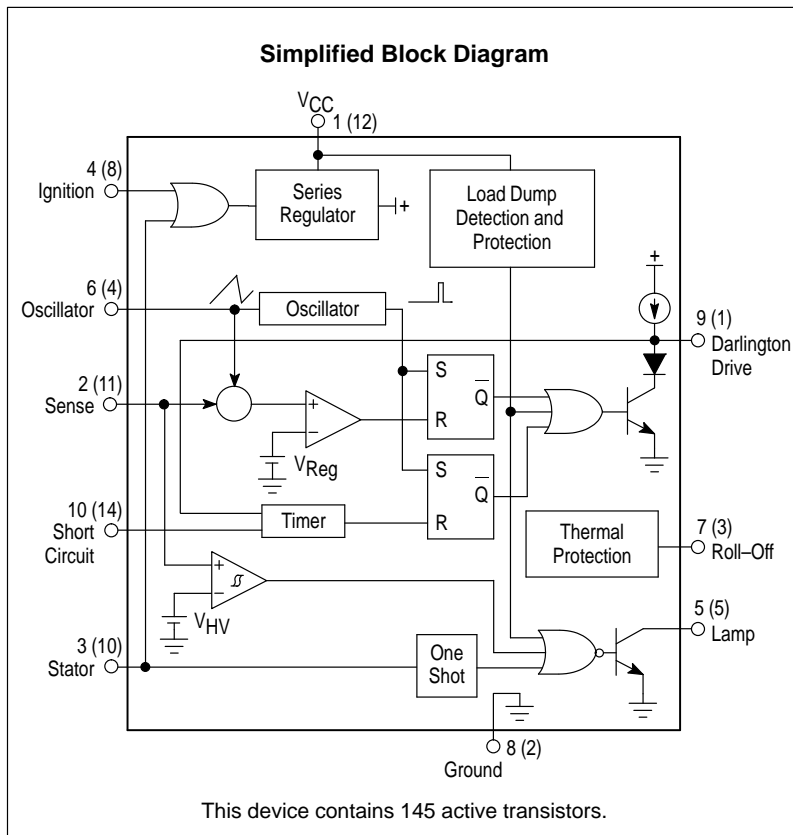 Simplified Block Diagram
VCC
1 (12)
4 (8)
Ignition
Series
Regulator
+
Load Dump
Detection and
Protection
+
6 (4)
Oscillator
Oscillator
9 (1)
Darlington
Drive
2 (11)
Sense
+
−
VReg
S
R
Q
S
R
Q
10 (14)
Short
Circuit
Timer
Thermal
Protection
7 (3)
Roll–Off
+
−
VHV
5 (5)
Lamp
3 (10)
Stator
One
Shot
8 (2)
Ground
This device contains 145 active transistors.